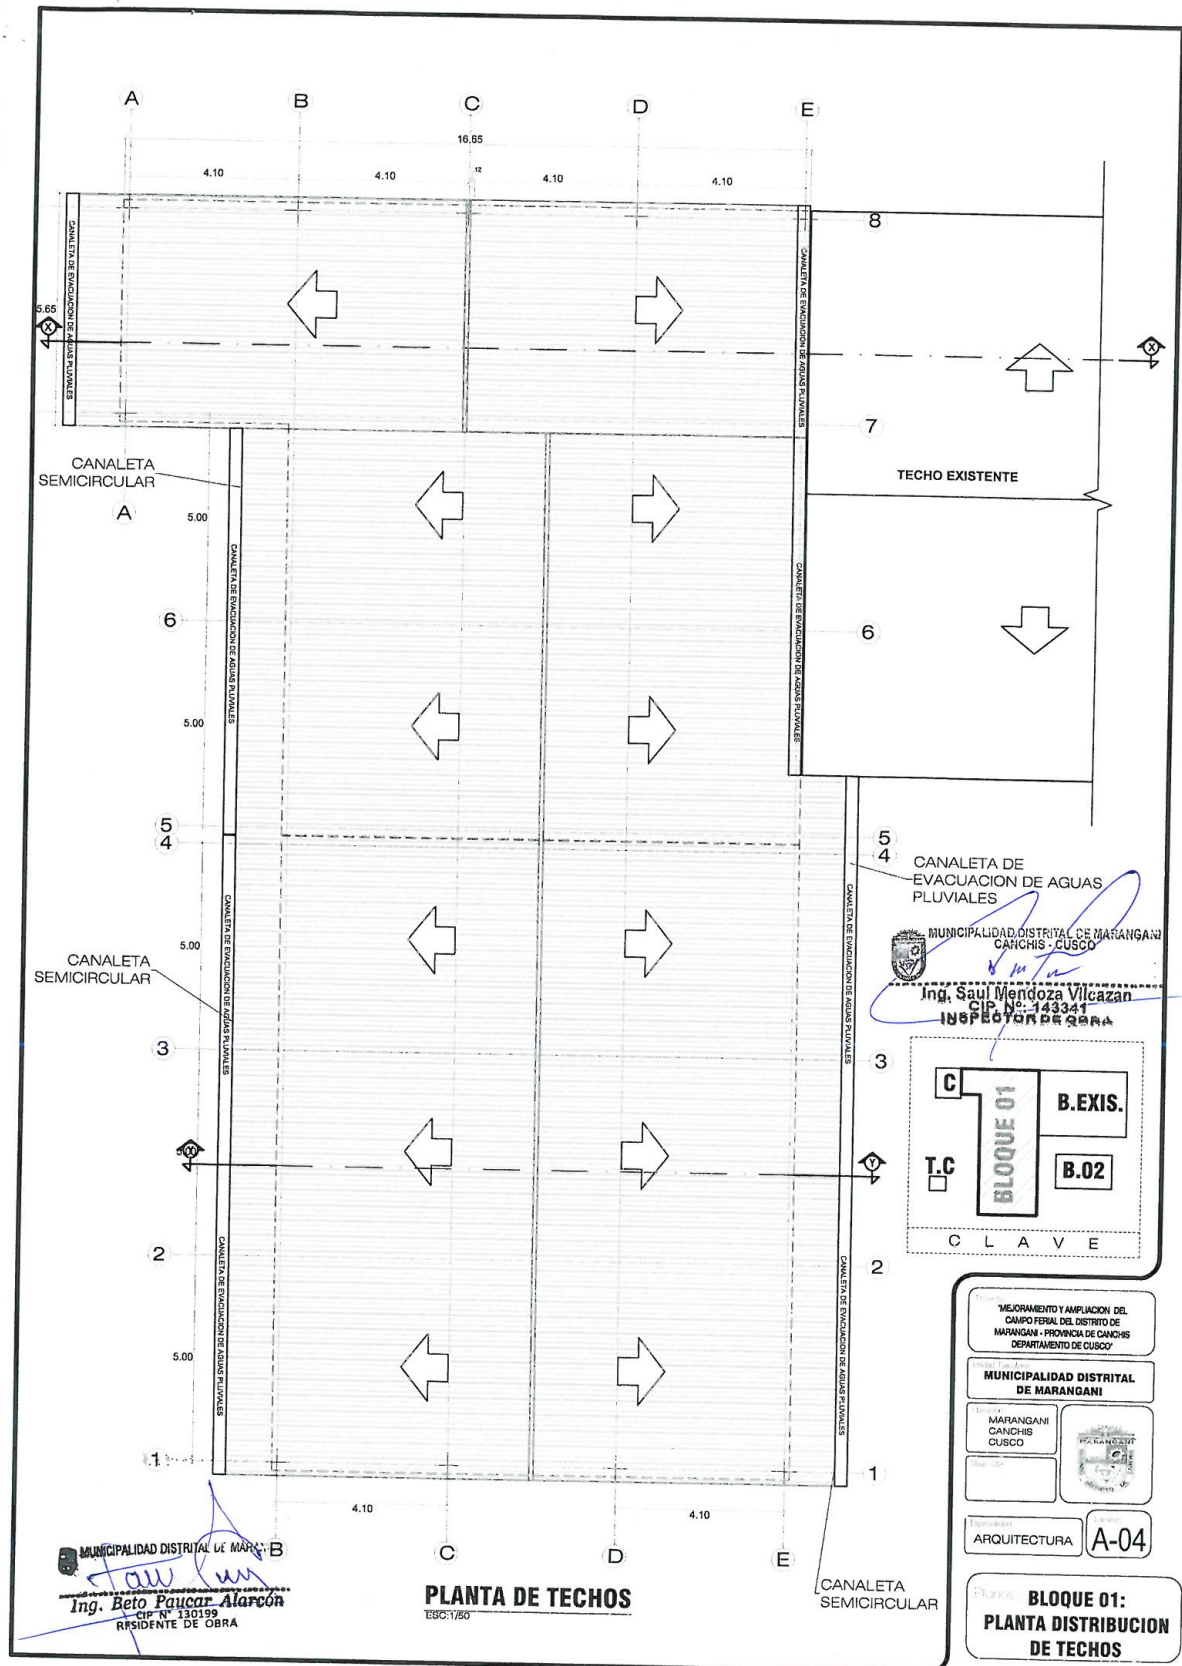 A
B
C
D
E
16.65
4.10
4.10
.12
4.10
4.10
8
CANALETA DE EVACUACION DE AGUAS PLUVIALES
CANALETA DE EVACUACION DE AGUAS PLUVIALES
5.65
X
X
7
CANALETA
SEMICIRCULAR
TECHO EXISTENTE
A
5.00
CANALETA DE EVACUACION DE AGUAS PLUVIALES
CANALETA DE EVACUACION DE AGUAS PLUVIALES
6
6
5.00
5
4
5
4
CANALETA DE
EVACUACION DE AGUAS
PLUVIALES
CANALETA DE EVACUACION DE AGUAS PLUVIALES
CANALETA DE EVACUACION DE AGUAS PLUVIALES
5.00
CANALETA
SEMICIRCULAR
MUNICIPALIDAD DISTRITAL DE MARANGANI
CANCHIS - CUSCO
Ing. Saul Mendoza Vilcazan
CIP. Nº: 143341
INSPECTOR DE OBRA
3
3
C
BLOQUE 01
B.EXIS.
T.C
B.02
C L A V E
Y
2
2
CANALETA DE EVACUACION DE AGUAS PLUVIALES
CANALETA DE EVACUACION DE AGUAS PLUVIALES
5.00
"MEJORAMIENTO Y AMPLIACION DEL
CAMPO FERIAL DEL DISTRITO DE
MARANGANI - PROVINCIA DE CANCHIS
DEPARTAMENTO DE CUSCO"
MUNICIPALIDAD DISTRITAL
DE MARANGANI
MARANGANI
CANCHIS
CUSCO
MARANGANI
1
1
4.10
4.10
ARQUITECTURA
A-04
B
C
D
E
MUNICIPALIDAD DISTRITAL DE
Ing. Beto Paucar Alarcón
CIP Nº 130199
RESIDENTE DE OBRA
PLANTA DE TECHOS
ESC:1/50
CANALETA
SEMICIRCULAR
BLOQUE 01:
PLANTA DISTRIBUCION
DE TECHOS